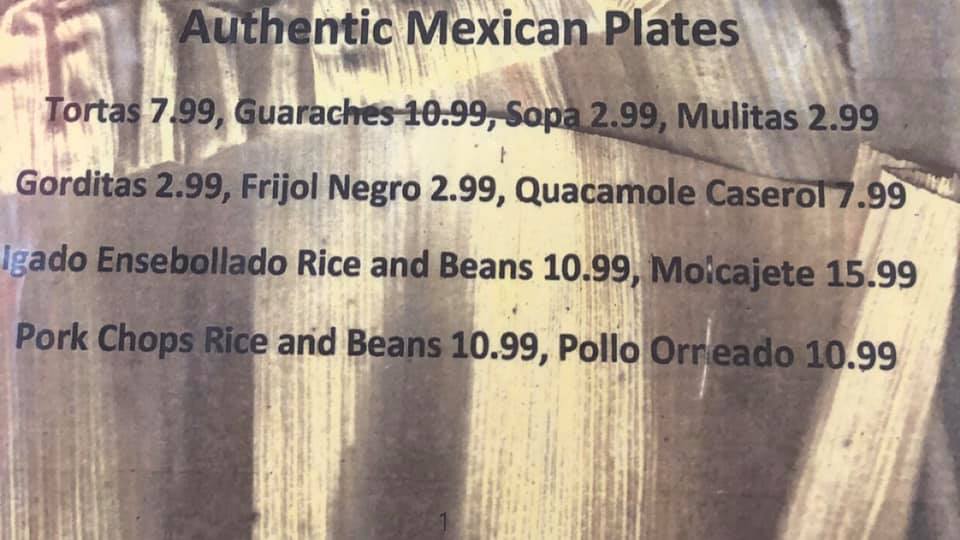 Authentic Mexican Plates
Tortas 7.99, Guaraches 10.99, Sopa 2.99, Mulitas 2.99
Gorditas 2.99, Frijol Negro 2.99, Quacamole Caserol 7.99
lgado Ensebollado Rice and Beans 10.99, Molcajete 15.99
Pork Chops Rice and Beans 10.99, Pollo Orneado 10.99
1